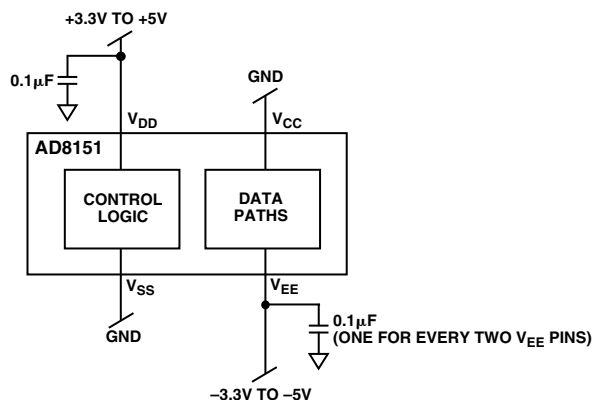 +3.3V TO +5V
0.1μF
GND
VDD
VCC
AD8151
CONTROL
LOGIC
DATA
PATHS
VSS
VEE
GND
0.1μF
(ONE FOR EVERY TWO VEE PINS)
–3.3V TO –5V